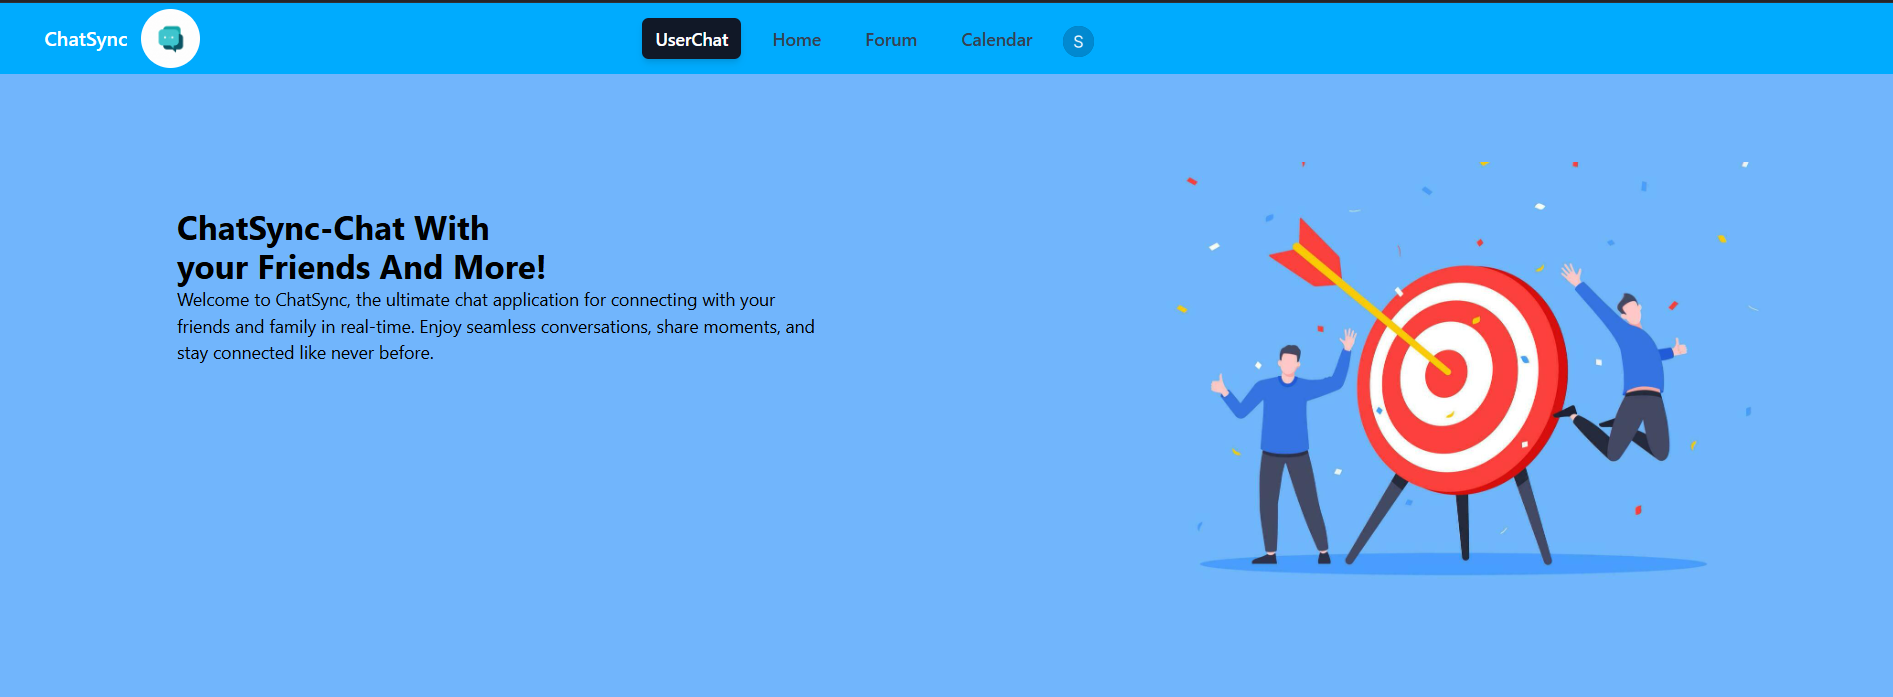 ChatSync
UserChat
Home
Forum
Calendar
S
ChatSync-Chat With
your Friends And More!
Welcome to ChatSync, the ultimate chat application for connecting with your
friends and family in real-time. Enjoy seamless conversations, share moments, and
stay connected like never before.